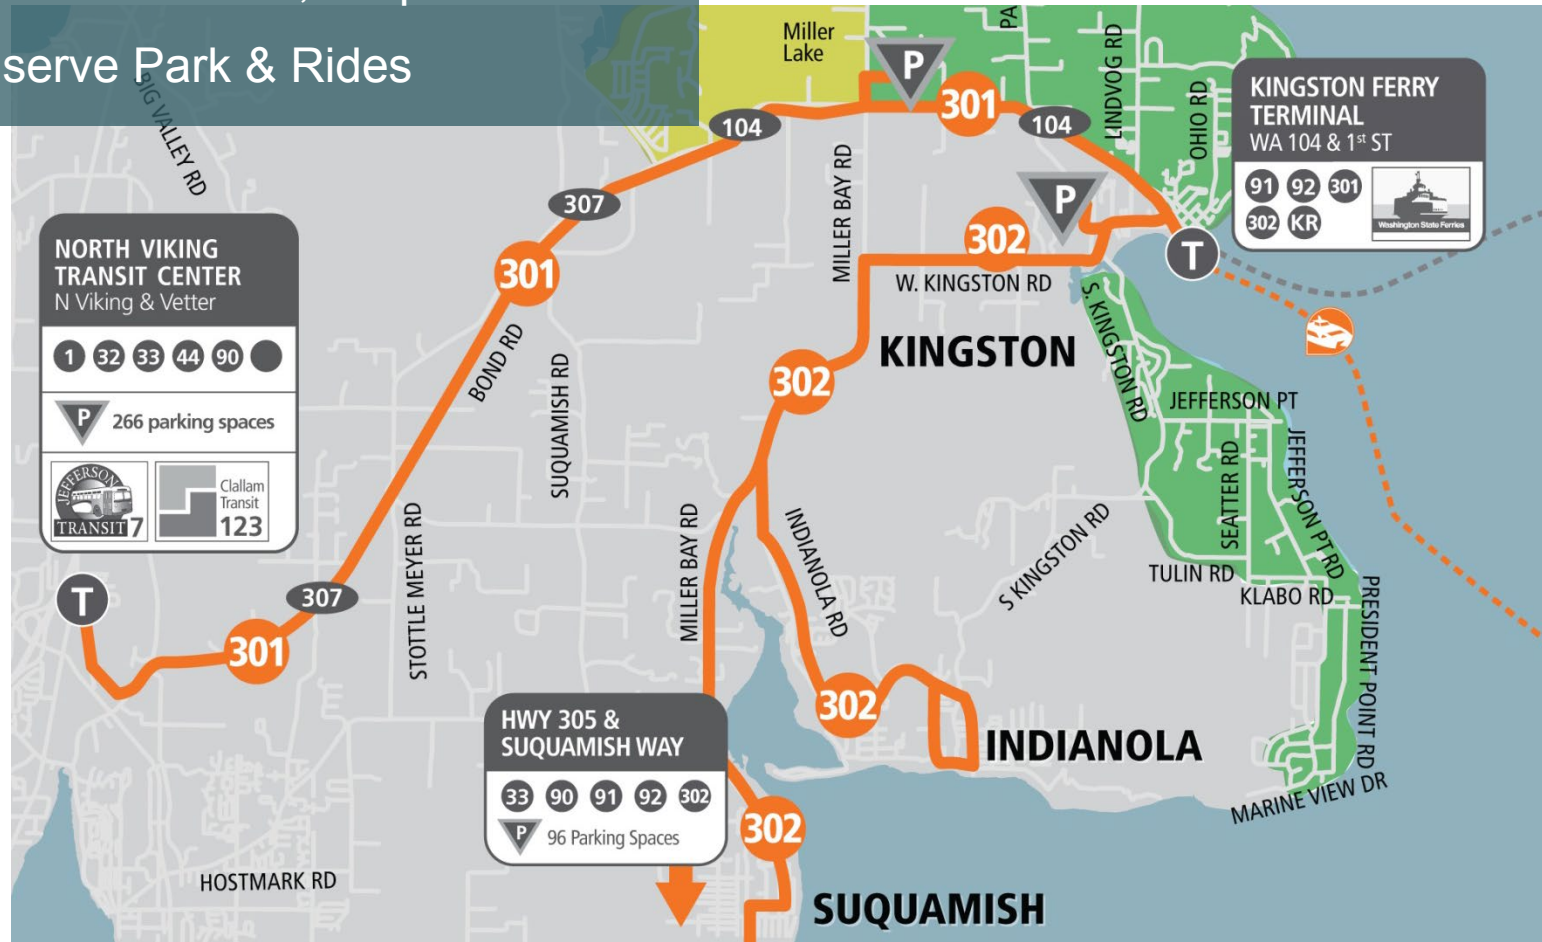 serve Park & Rides
BIG VALLEY RD
Miller
Lake
P
301
104
104
LINDVOG RD
OHIO RD
PA
KINGSTON FERRY
TERMINAL
WA 104 & 1st ST
91 92 301
302 KR
Washington State Ferries
T
307
301
MILLER BAY RD
P
302
W. KINGSTON RD
KINGSTON
S. KINGSTON RD
NORTH VIKING
TRANSIT CENTER
N Viking & Vetter
1 32 33 44 90
P 266 parking spaces
JEFFERSON
TRANSIT 7
Clallam
Transit
123
BOND RD
SUQUAMISH RD
302
JEFFERSON PT
JEFFERSON PT RD
SEATTER RD
STOTTLE MEYER RD
MILLER BAY RD
INDIANOLA RD
S KINGSTON RD
TULIN RD
KLABO RD
PRESIDENT POINT RD
T
307
301
302
INDIANOLA
MARINE VIEW DR
HWY 305 &
SUQUAMISH WAY
33 90 91 92 302
P 96 Parking Spaces
302
HOSTMARK RD
SUQUAMISH